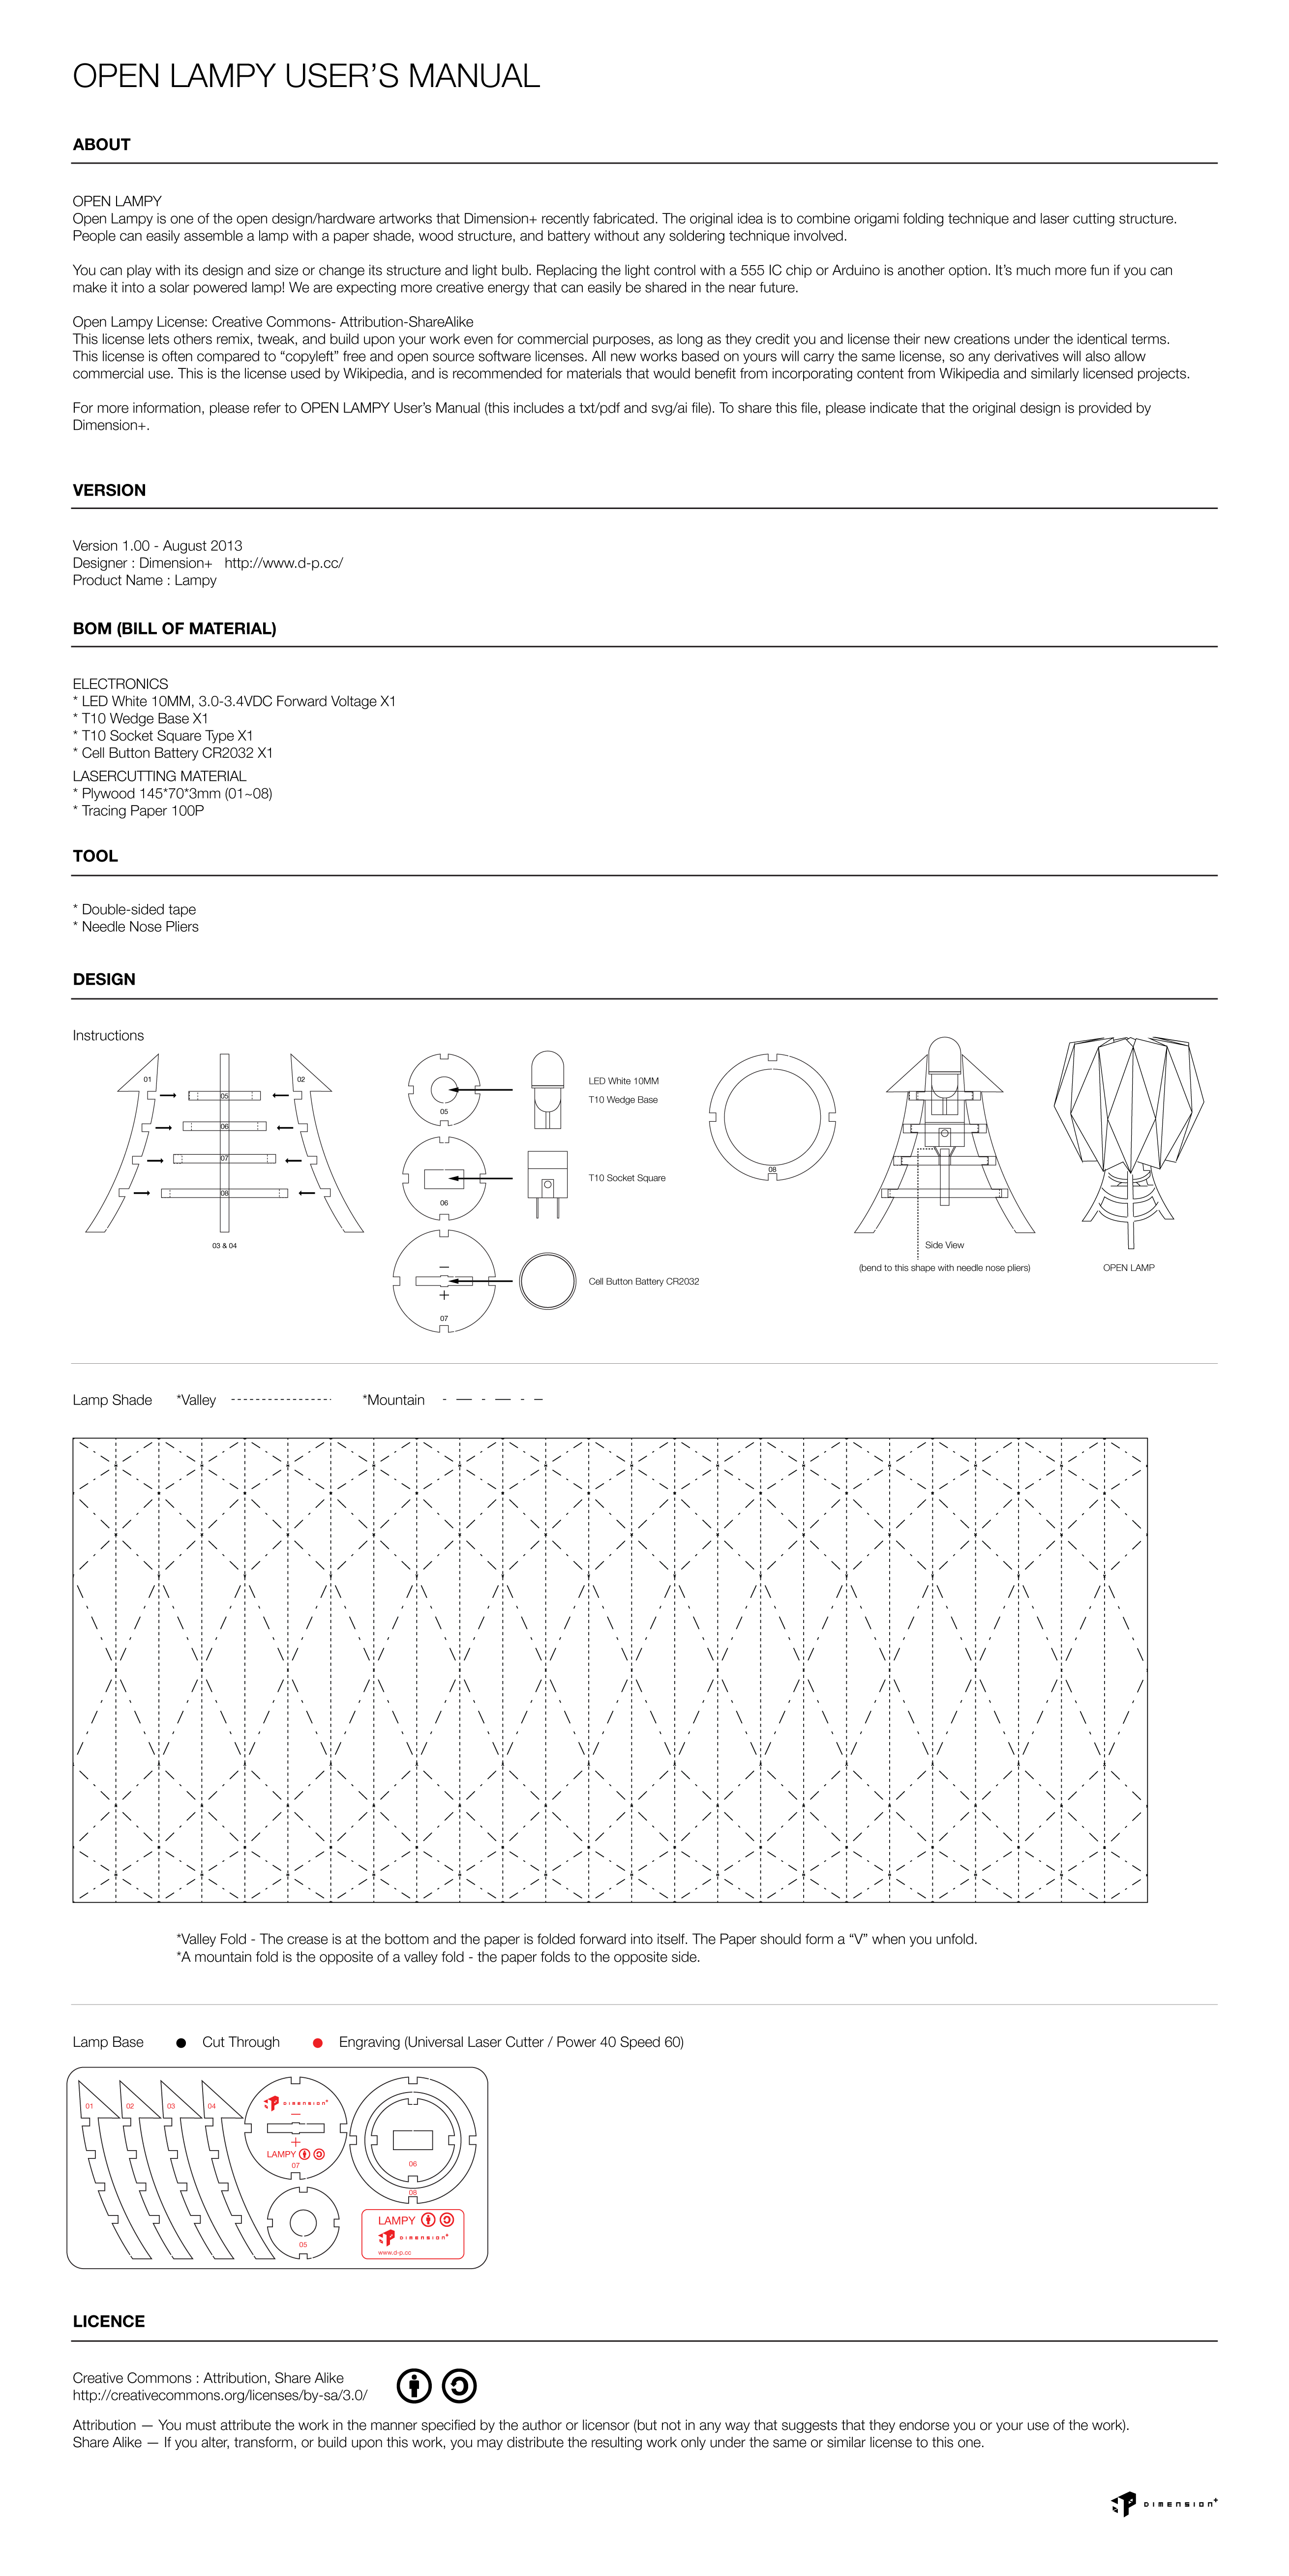 OPEN LAMPY USER’S MANUAL
ABOUT
OPEN LAMPY
Open Lampy is one of the open design/hardware artworks that Dimension+ recently fabricated. The original idea is to combine origami folding technique and laser cutting structure.
People can easily assemble a lamp with a paper shade, wood structure, and battery without any soldering technique involved.
You can play with its design and size or change its structure and light bulb. Replacing the light control with a 555 IC chip or Arduino is another option. It’s much more fun if you can
make it into a solar powered lamp! We are expecting more creative energy that can easily be shared in the near future.
Open Lampy License: Creative Commons- Attribution-ShareAlike
This license lets others remix, tweak, and build upon your work even for commercial purposes, as long as they credit you and license their new creations under the identical terms.
This license is often compared to “copyleft” free and open source software licenses. All new works based on yours will carry the same license, so any derivatives will also allow
commercial use. This is the license used by Wikipedia, and is recommended for materials that would benefit from incorporating content from Wikipedia and similarly licensed projects.
For more information, please refer to OPEN LAMPY User’s Manual (this includes a txt/pdf and svg/ai file). To share this file, please indicate that the original design is provided by
Dimension+.
VERSION
Version 1.00 - August 2013
Designer : Dimension+ http://www.d-p.cc/
Product Name : Lampy
BOM (BILL OF MATERIAL)
ELECTRONICS
* LED White 10MM, 3.0-3.4VDC Forward Voltage X1
* T10 Wedge Base X1
* T10 Socket Square Type X1
* Cell Button Battery CR2032 X1
LASERCUTTING MATERIAL
* Plywood 145*70*3mm (01~08)
* Tracing Paper 100P
TOOL
* Double-sided tape
* Needle Nose Pliers
DESIGN
Instructions
01
02
05
06
07
08
03 & 04
05
LED White 10MM
T10 Wedge Base
06
T10 Socket Square
−
+
07
Cell Button Battery CR2032
08
Side View
(bend to this shape with needle nose pliers)
OPEN LAMP
Lamp Shade *Valley *Mountain
*Valley Fold - The crease is at the bottom and the paper is folded forward into itself. The Paper should form a “V” when you unfold.
*A mountain fold is the opposite of a valley fold - the paper folds to the opposite side.
Lamp Base Cut Through Engraving (Universal Laser Cutter / Power 40 Speed 60)
01
02
03
04
DIMENSION+
−
+
LAMPY
07
06
08
05
LAMPY
DIMENSION+
www.d-p.cc
LICENCE
Creative Commons : Attribution, Share Alike
http://creativecommons.org/licenses/by-sa/3.0/
Attribution — You must attribute the work in the manner specified by the author or licensor (but not in any way that suggests that they endorse you or your use of the work).
Share Alike — If you alter, transform, or build upon this work, you may distribute the resulting work only under the same or similar license to this one.
DIMENSION+